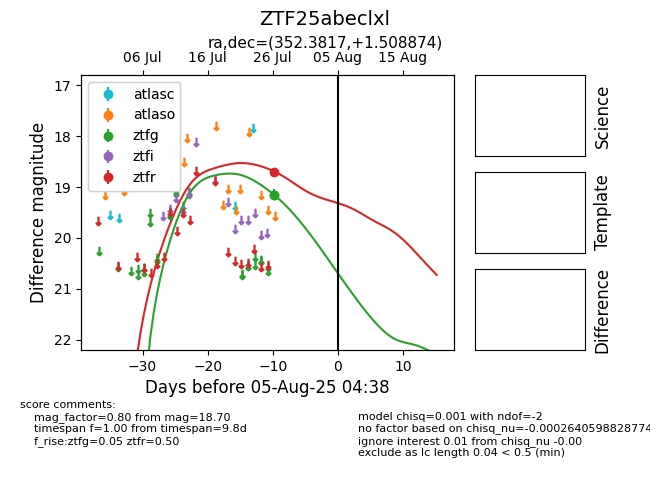 ZTF25abeclxl
ra,dec=(352.3817,+1.508874)
06 Jul 16 Jul 26 Jul 05 Aug 15 Aug
17
18
19
20
21
22
Difference magnitude
atlasc
atlaso
ztfg
ztfi
ztfr
−30 −20 −10 0 10
Days before 05-Aug-25 04:38
Science
Template
Difference
score comments:
mag_factor=0.80 from mag=18.70
timespan f=1.00 from timespan=9.8d
f_rise:ztfg=0.05 ztfr=0.50
model chisq=0.001 with ndof=-2
no factor based on chisq_nu=-0.0002640598828774
ignore interest 0.01 from chisq_nu -0.00
exclude as lc length 0.04 < 0.5 (min)